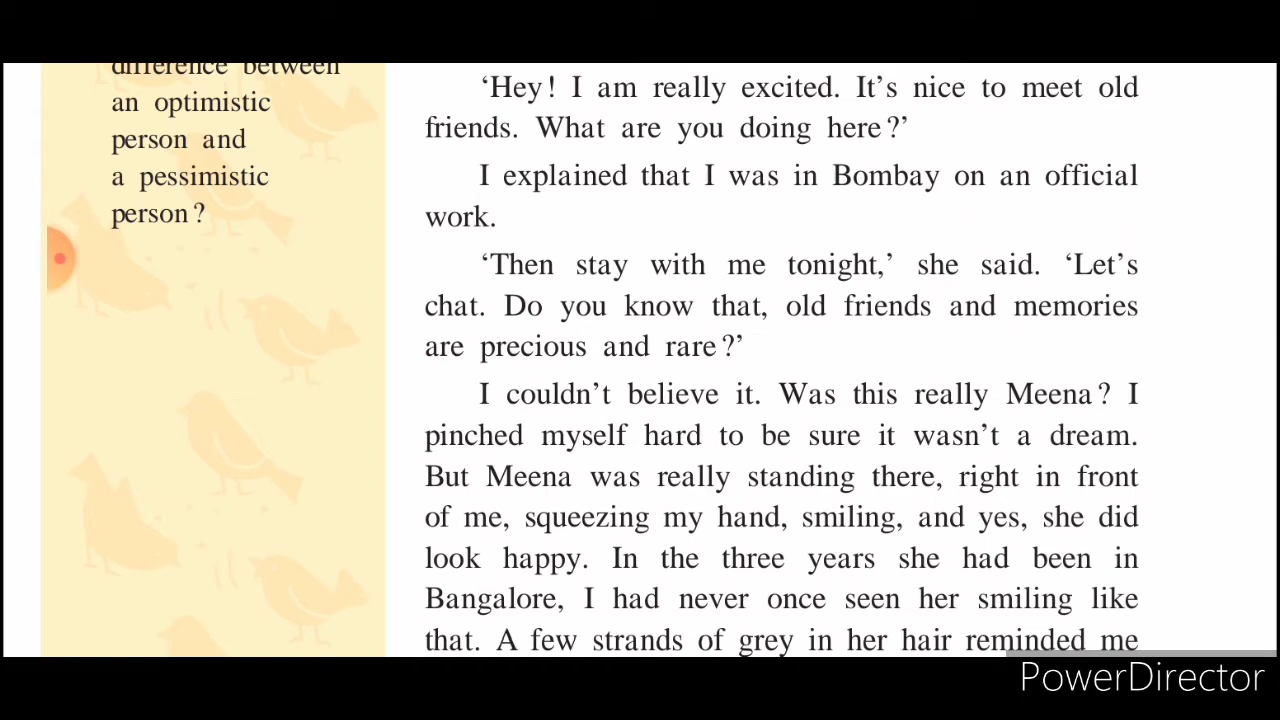 difference between
an optimistic
person and
a pessimistic
person?
‘Hey! I am really excited. It’s nice to meet old
friends. What are you doing here?’
I explained that I was in Bombay on an official
work.
‘Then stay with me tonight,’ she said. ‘Let’s
chat. Do you know that, old friends and memories
are precious and rare?’
I couldn’t believe it. Was this really Meena? I
pinched myself hard to be sure it wasn’t a dream.
But Meena was really standing there, right in front
of me, squeezing my hand, smiling, and yes, she did
look happy. In the three years she had been in
Bangalore, I had never once seen her smiling like
that. A few strands of grey in her hair reminded me
PowerDirector